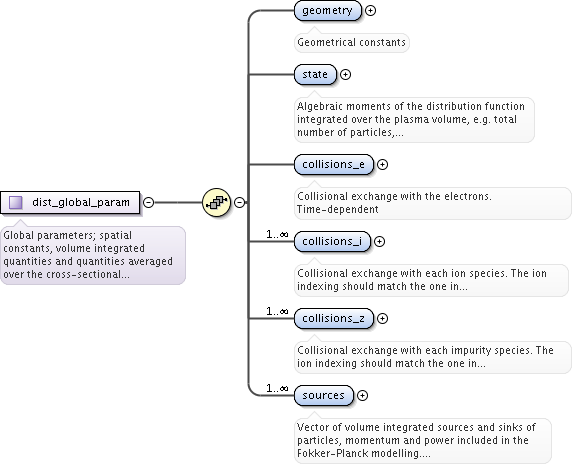 geometry
Geometrical constants
state
Algebraic moments of the distribution function
integrated over the plasma volume, e.g. total
number of particles,...
collisions_e
Collisional exchange with the electrons.
Time-dependent
dist_global_param
Global parameters; spatial
constants, volume integrated
quantities and quantities averaged
over the cross-sectional...
1..∞
collisions_i
Collisional exchange with each ion species. The ion
indexing should match the one in...
1..∞
collisions_z
Collisional exchange with each impurity species. The
ion indexing should match the one in...
1..∞
sources
Vector of volume integrated sources and sinks of
particles, momentum and power included in the
Fokker-Planck modelling....